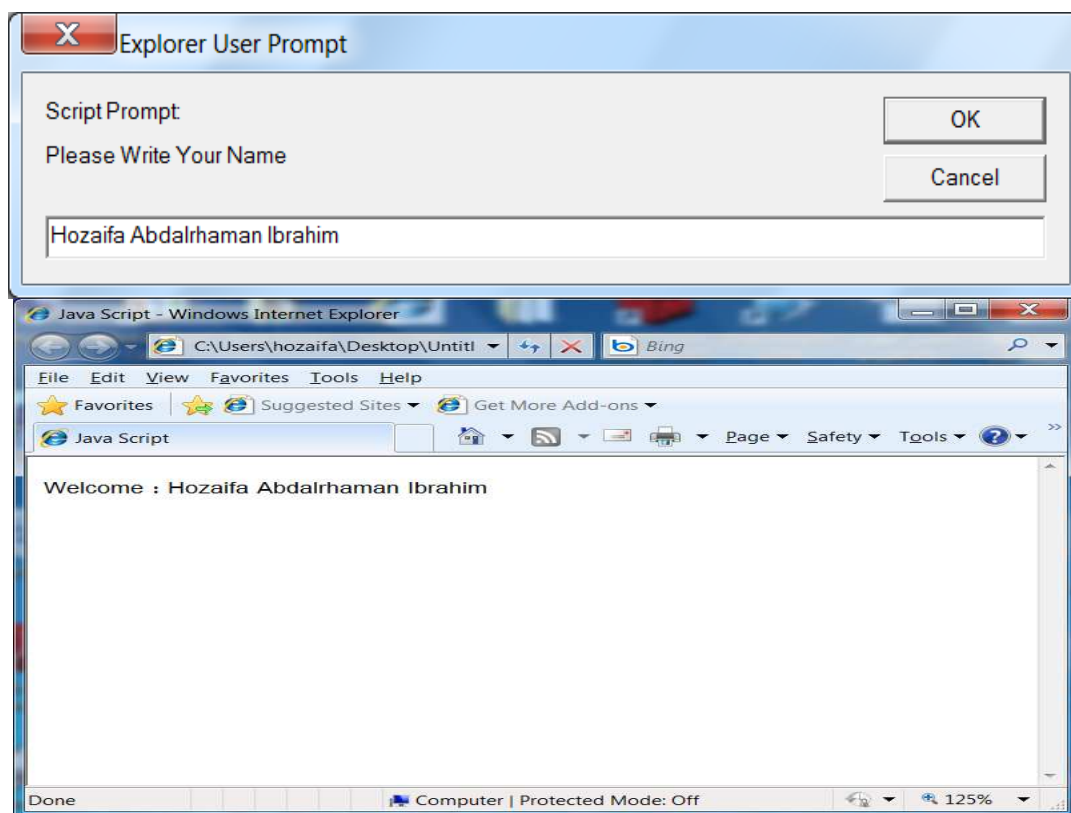 X
Explorer User Prompt
Script Prompt:
Please Write Your Name
OK
Cancel
Hozaifa Abdalrhaman Ibrahim
Java Script - Windows Internet Explorer
C:\Users\hozaifa\Desktop\Untitl
Bing
File Edit View Favorites Tools Help
Favorites Suggested Sites Get More Add-ons
Java Script Page Safety Tools
Welcome : Hozaifa Abdalrhaman Ibrahim
Done Computer | Protected Mode: Off 125%